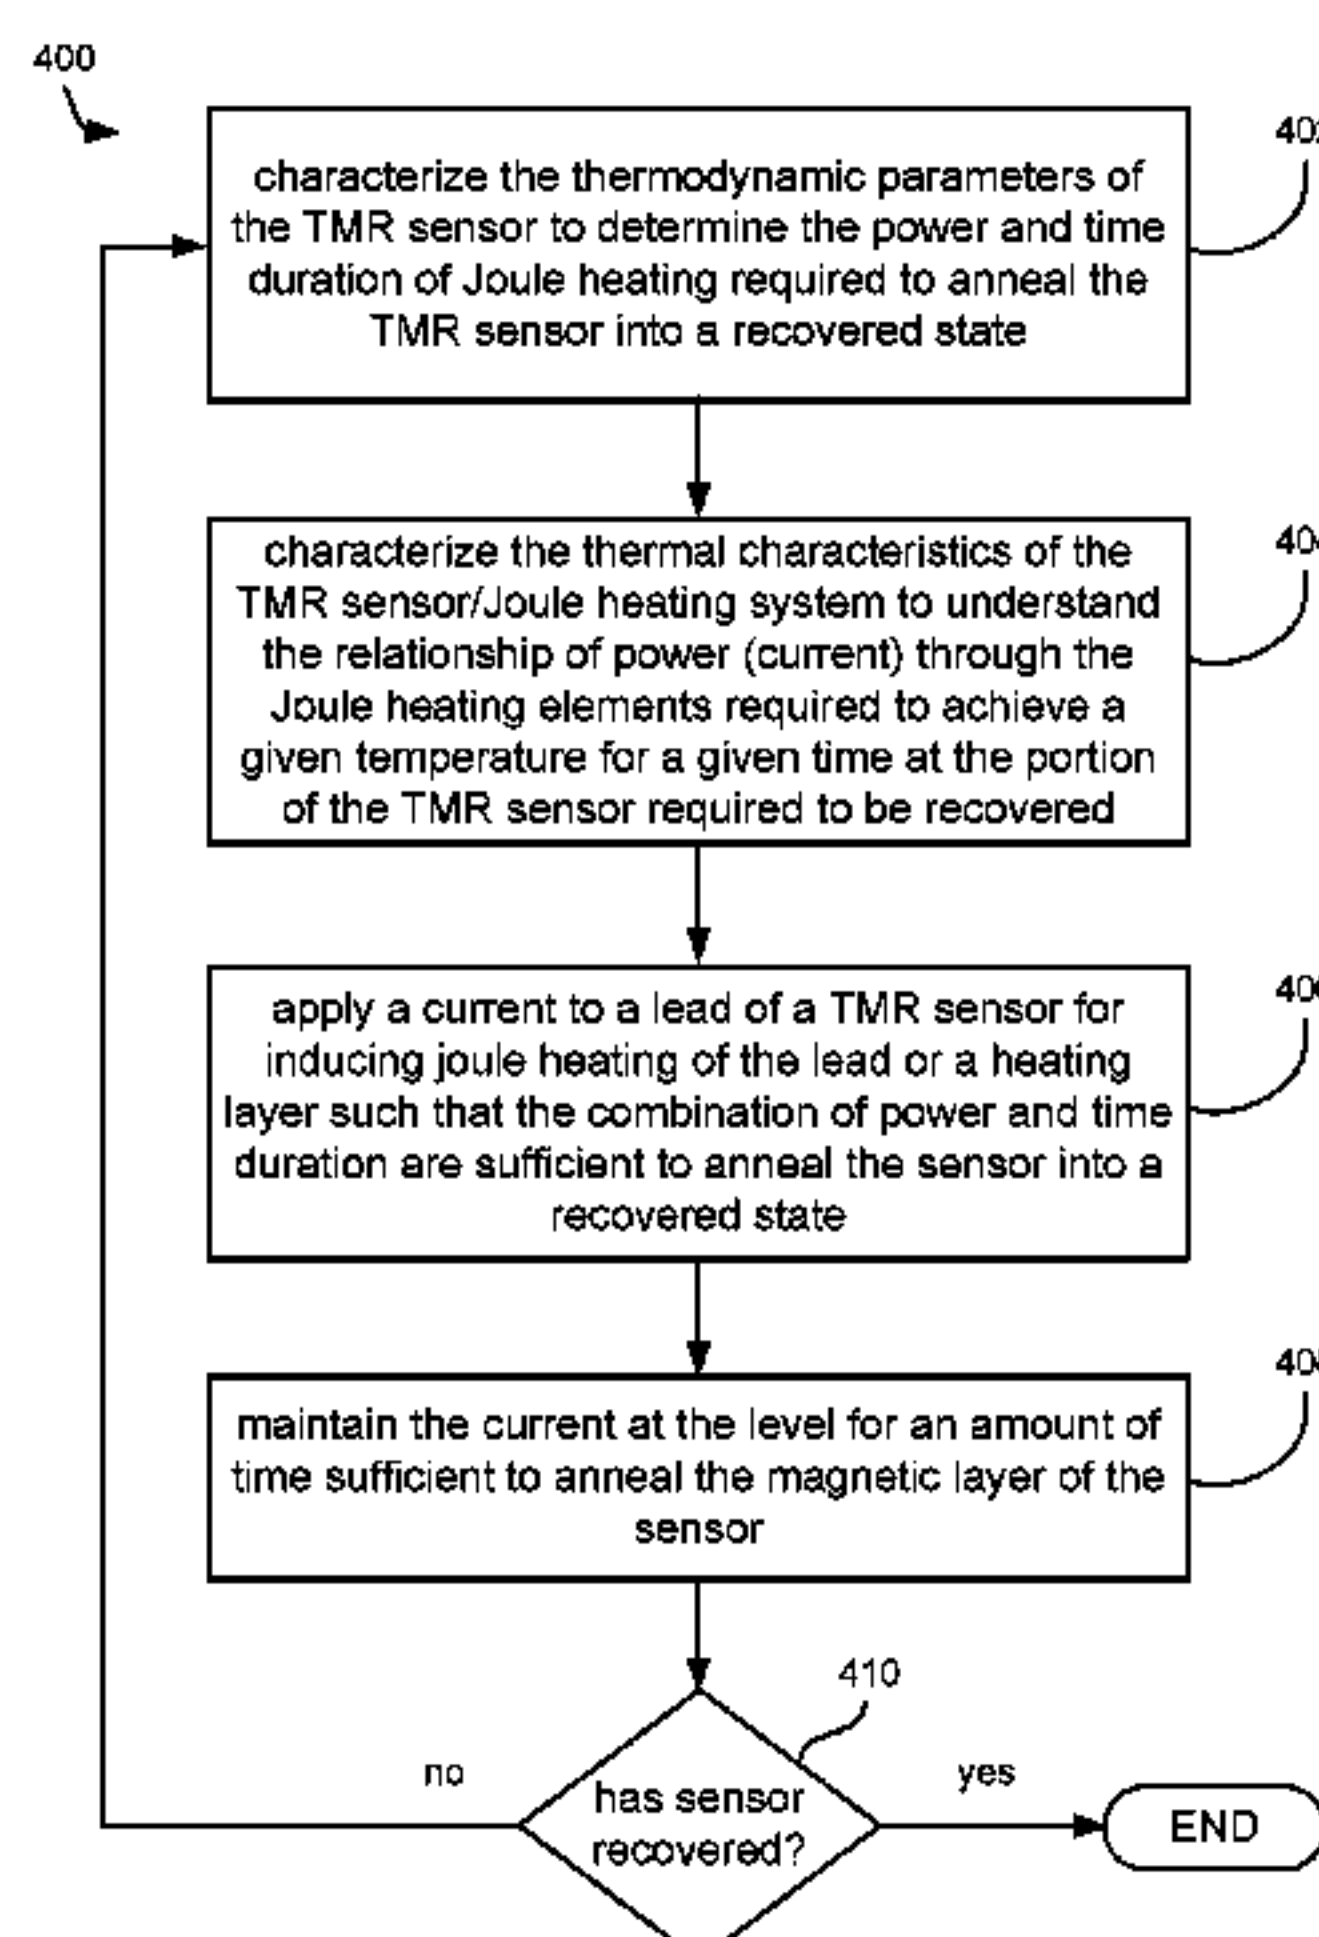 400
characterize the thermodynamic parameters of
the TMR sensor to determine the power and time
duration of Joule heating required to anneal the
TMR sensor into a recovered state
characterize the thermal characteristics of the
TMR sensor/Joule heating system to understand
the relationship of power (current) through the
Joule heating elements required to achieve a
given temperature for a given time at the portion
of the TMR sensor required to be recovered
apply a current to a lead of a TMR sensor for
inducing joule heating of the lead or a heating
layer such that the combination of power and time
duration are sufficient to anneal the sensor into a
recovered state
maintain the current at the level for an amount of
time sufficient to anneal the magnetic layer of the
sensor
410
no
yes
has sensor
recovered?
END